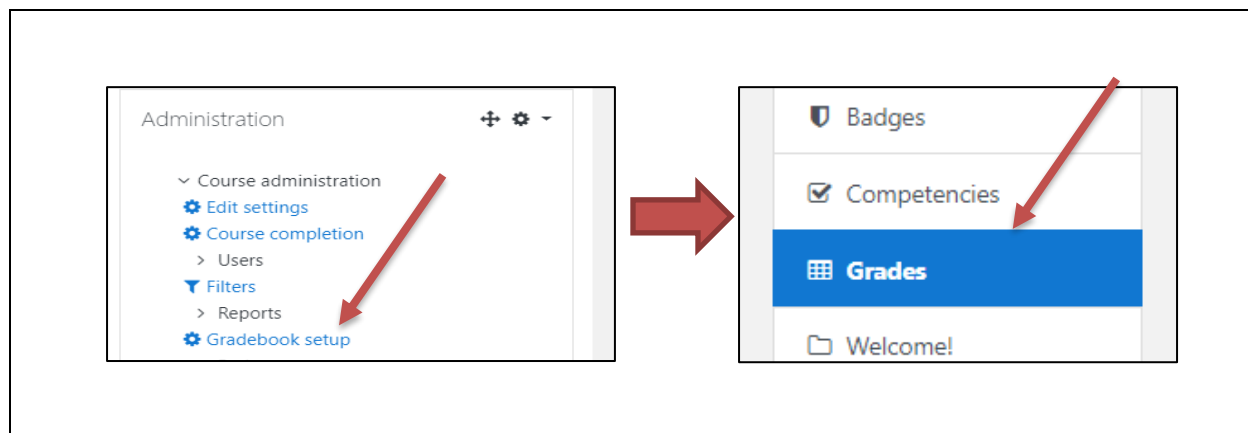 Administration
Course administration
Edit settings
Course completion
Users
Filters
Reports
Gradebook setup
Badges
Competencies
Grades
Welcome!